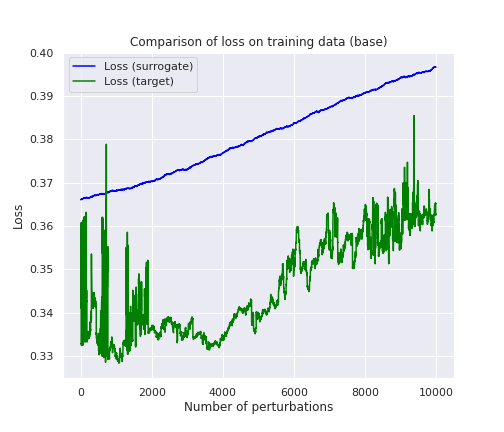 Comparison of loss on training data (base)
Loss (surrogate)
Loss (target)
0.40
0.39
0.38
0.37
0.36
0.35
0.34
0.33
Loss
0 2000 4000 6000 8000 10000
Number of perturbations